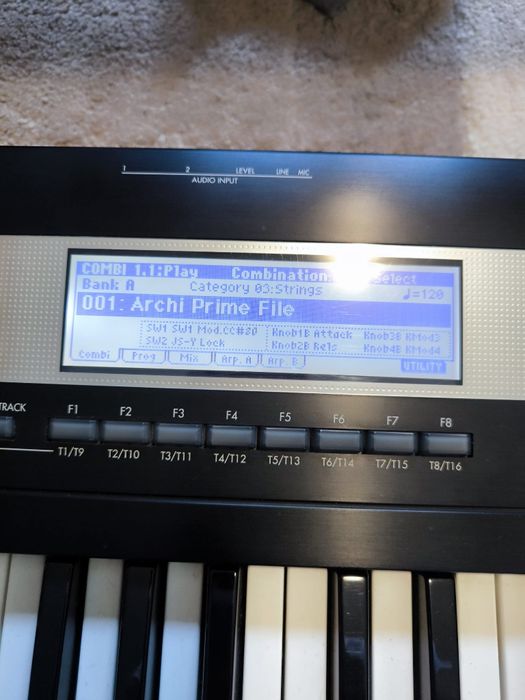 1 2 LEVEL LINE MIC
AUDIO INPUT
COMBI 1.1:Play Combination Select
Bank: A Category 03:Strings ♩=120
001: Archi Prime File
SW1 SW1 Mod.CC#80 Knob1B Attack Knob3B KMod3
SW2 JS-Y Lock Knob2B Rels Knob4B KMod4
Combi Prog Mix Arp. A Arp. B UTILITY
TRACK F1 F2 F3 F4 F5 F6 F7 F8
T1/T9 T2/T10 T3/T11 T4/T12 T5/T13 T6/T14 T7/T15 T8/T16